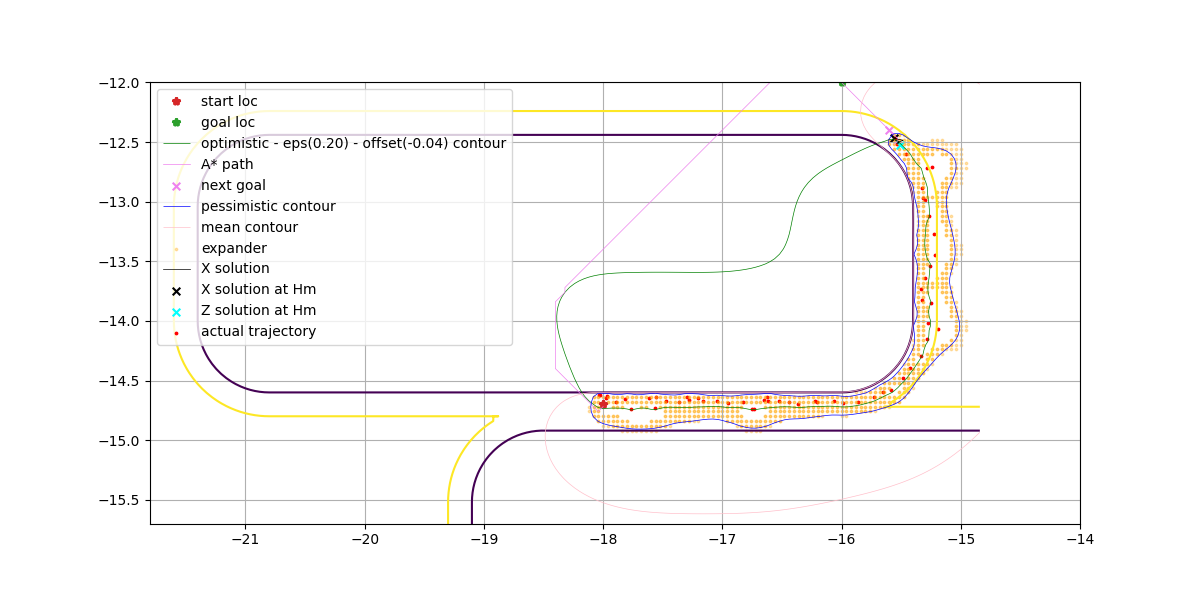 −12.0
−12.5
−13.0
−13.5
−14.0
−14.5
−15.0
−15.5
start loc
goal loc
optimistic - eps(0.20) - offset(-0.04) contour
A* path
next goal
pessimistic contour
mean contour
expander
X solution
X solution at Hm
Z solution at Hm
actual trajectory
−21 −20 −19 −18 −17 −16 −15 −14